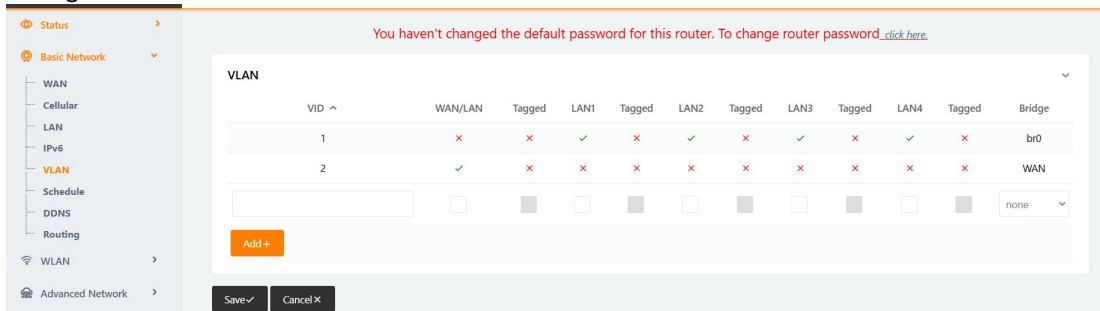 Status
Basic Network
WAN
Cellular
LAN
IPv6
VLAN
Schedule
DDNS
Routing
WLAN
Advanced Network
You haven't changed the default password for this router. To change router password click here.
VLAN
VID WAN/LAN Tagged LAN1 Tagged LAN2 Tagged LAN3 Tagged LAN4 Tagged Bridge
1 × × ✓ × ✓ × ✓ × ✓ × br0
2 ✓ × × × × × × × × × WAN
none
Add +
Save ✓ Cancel ×